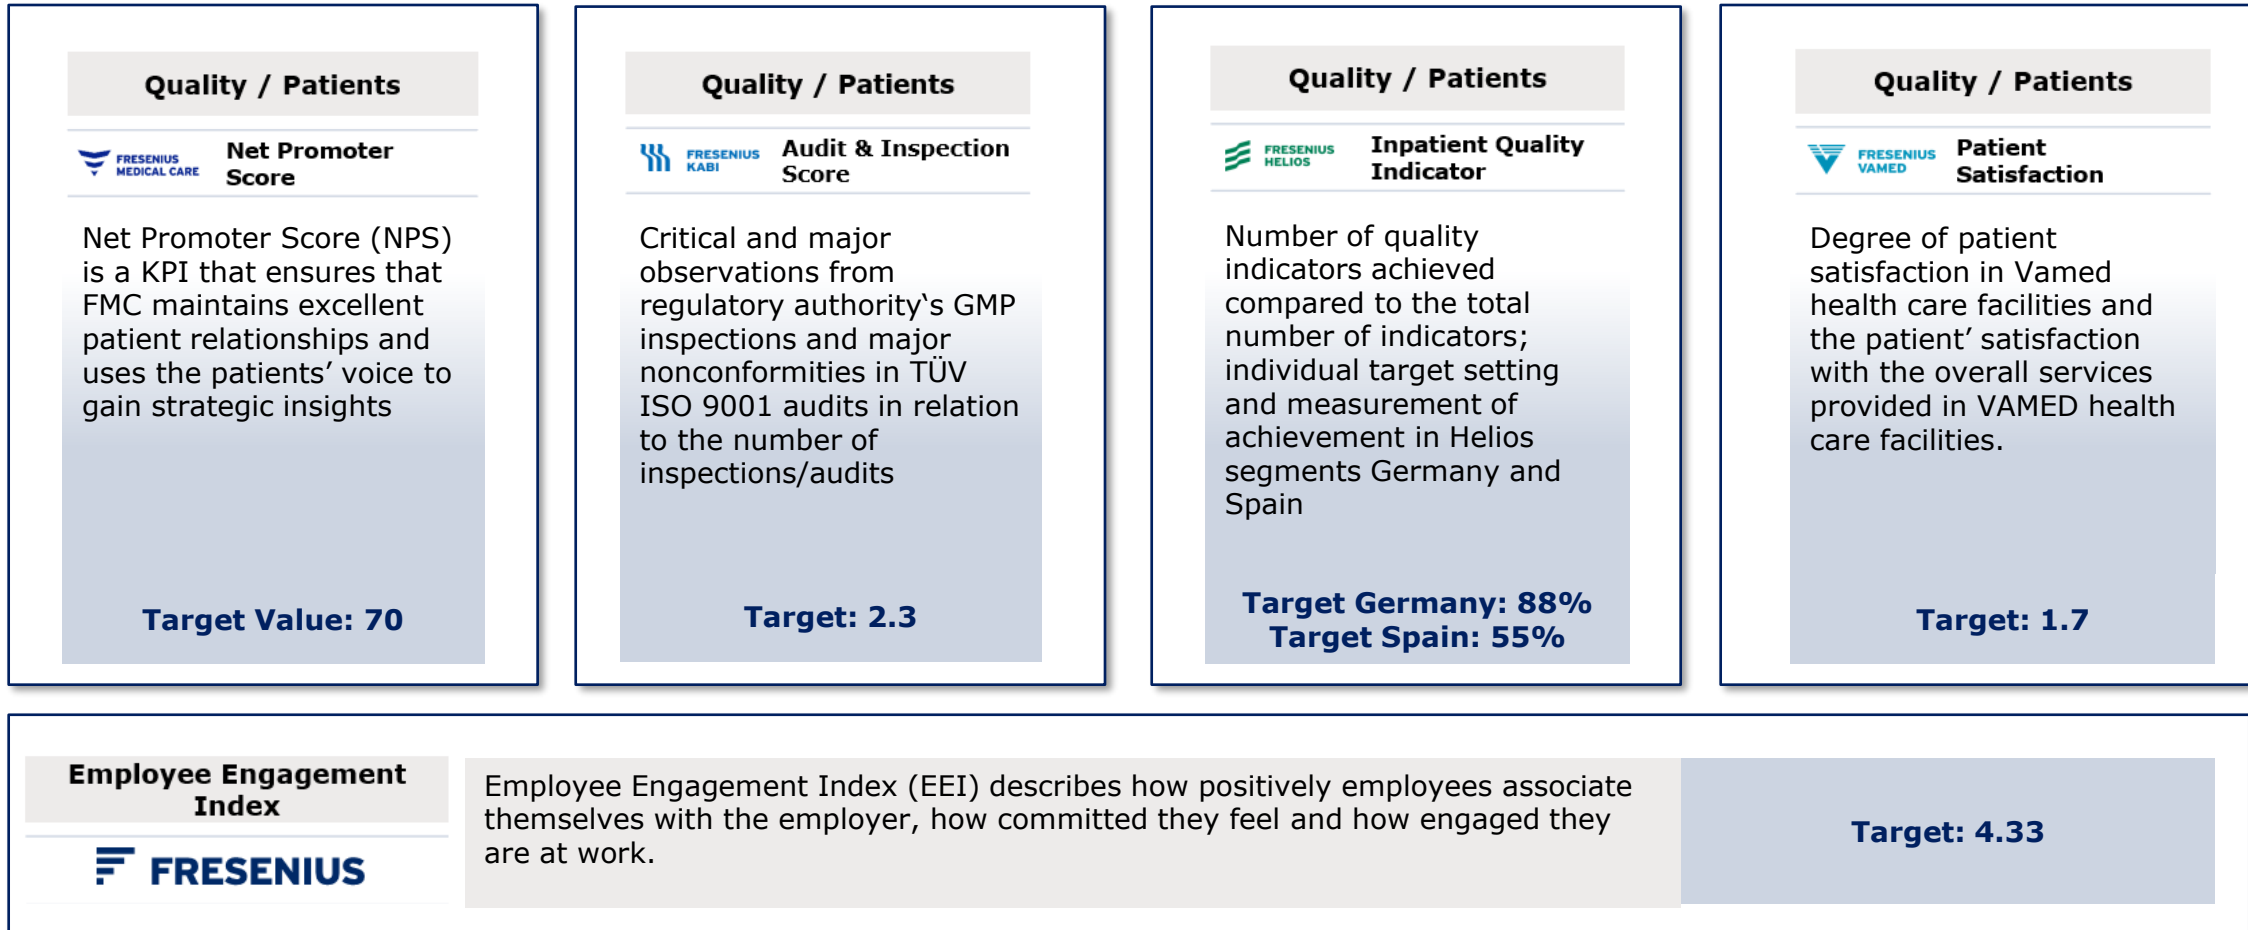 Quality / Patients
FRESENIUS
MEDICAL CARE
Net Promoter
Score
Net Promoter Score (NPS)
is a KPI that ensures that
FMC maintains excellent
patient relationships and
uses the patients’ voice to
gain strategic insights
Target Value: 70
Quality / Patients
FRESENIUS
KABI
Audit & Inspection
Score
Critical and major
observations from
regulatory authority‘s GMP
inspections and major
nonconformities in TÜV
ISO 9001 audits in relation
to the number of
inspections/audits
Target: 2.3
Quality / Patients
FRESENIUS
HELIOS
Inpatient Quality
Indicator
Number of quality
indicators achieved
compared to the total
number of indicators;
individual target setting
and measurement of
achievement in Helios
segments Germany and
Spain
Target Germany: 88%
Target Spain: 55%
Quality / Patients
FRESENIUS
VAMED
Patient
Satisfaction
Degree of patient
satisfaction in Vamed
health care facilities and
the patient’ satisfaction
with the overall services
provided in VAMED health
care facilities.
Target: 1.7
Employee Engagement
Index
FRESENIUS
Employee Engagement Index (EEI) describes how positively employees associate
themselves with the employer, how committed they feel and how engaged they
are at work.
Target: 4.33